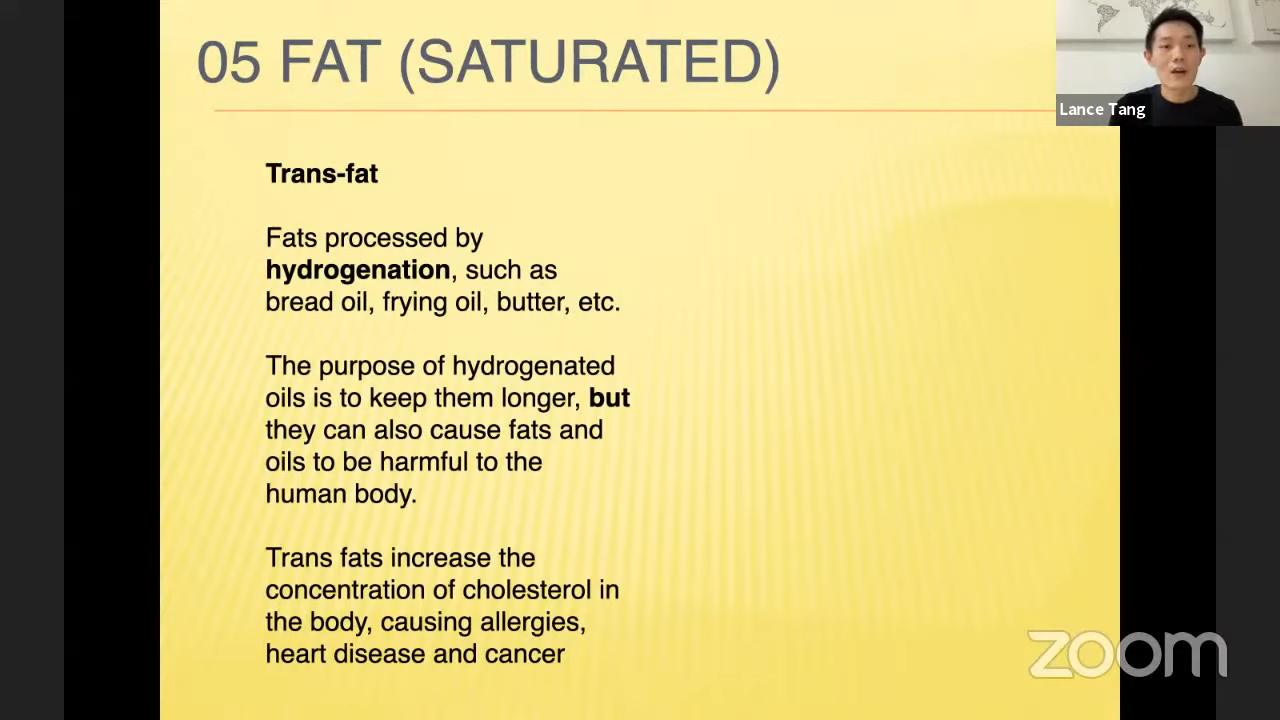 05 FAT (SATURATED)
Lance Tang
Trans-fat
Fats processed by
hydrogenation, such as
bread oil, frying oil, butter, etc.
The purpose of hydrogenated
oils is to keep them longer, but
they can also cause fats and
oils to be harmful to the
human body.
Trans fats increase the
concentration of cholesterol in
the body, causing allergies,
heart disease and cancer
zoom